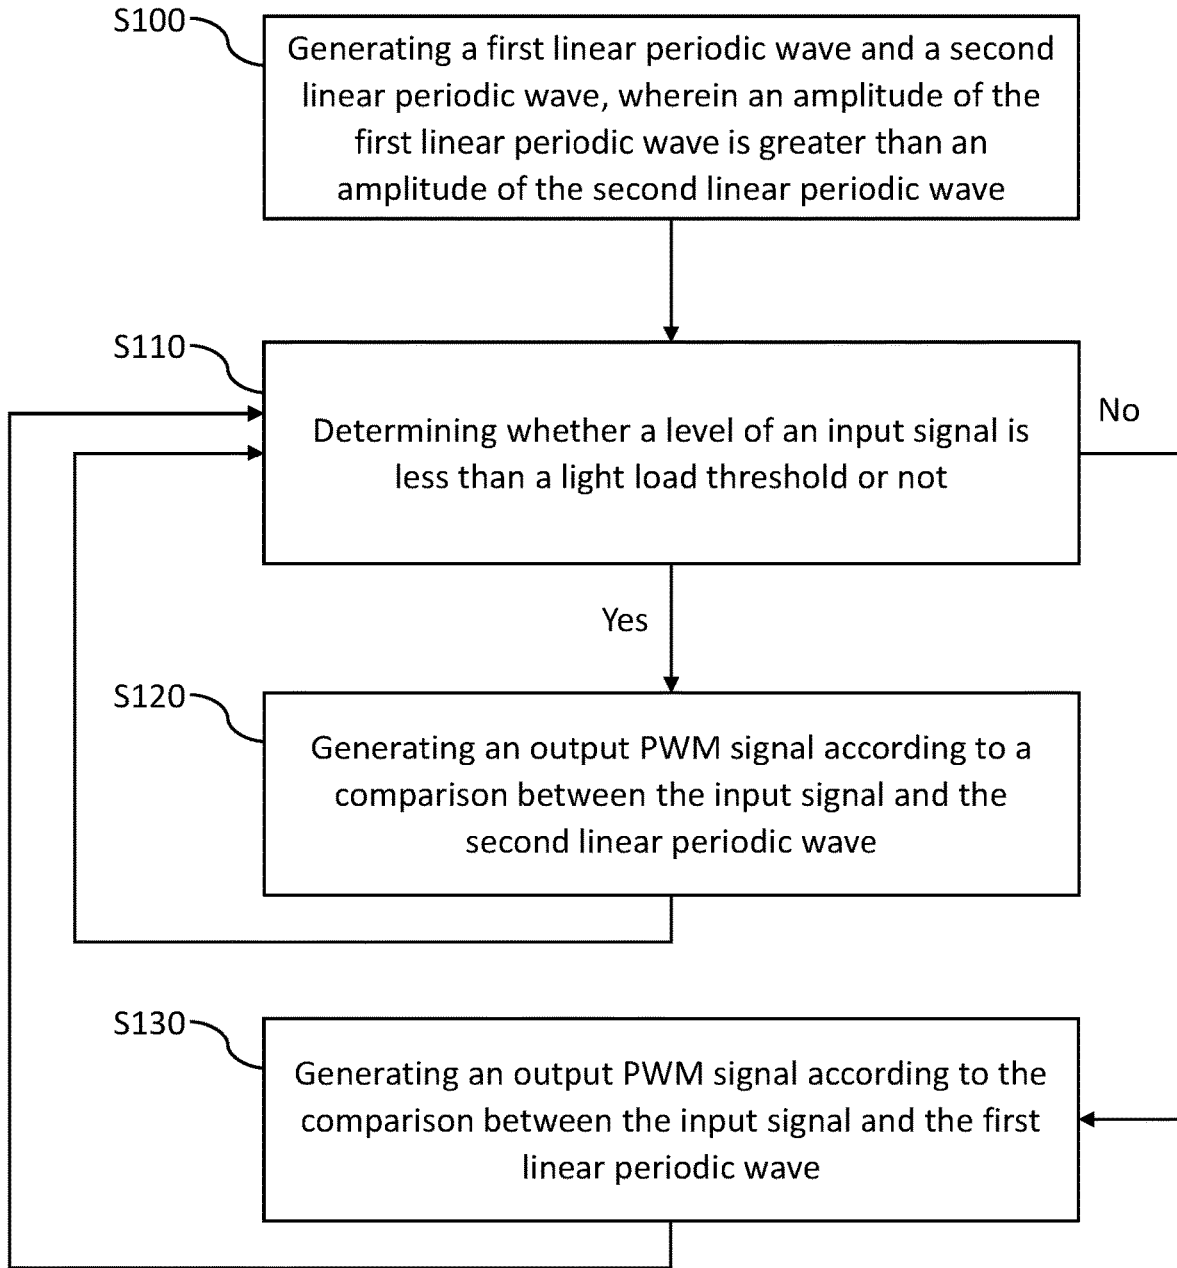 S100
Generating a first linear periodic wave and a second
linear periodic wave, wherein an amplitude of the
first linear periodic wave is greater than an
amplitude of the second linear periodic wave
S110
Determining whether a level of an input signal is
less than a light load threshold or not
No
Yes
S120
Generating an output PWM signal according to a
comparison between the input signal and the
second linear periodic wave
S130
Generating an output PWM signal according to the
comparison between the input signal and the first
linear periodic wave